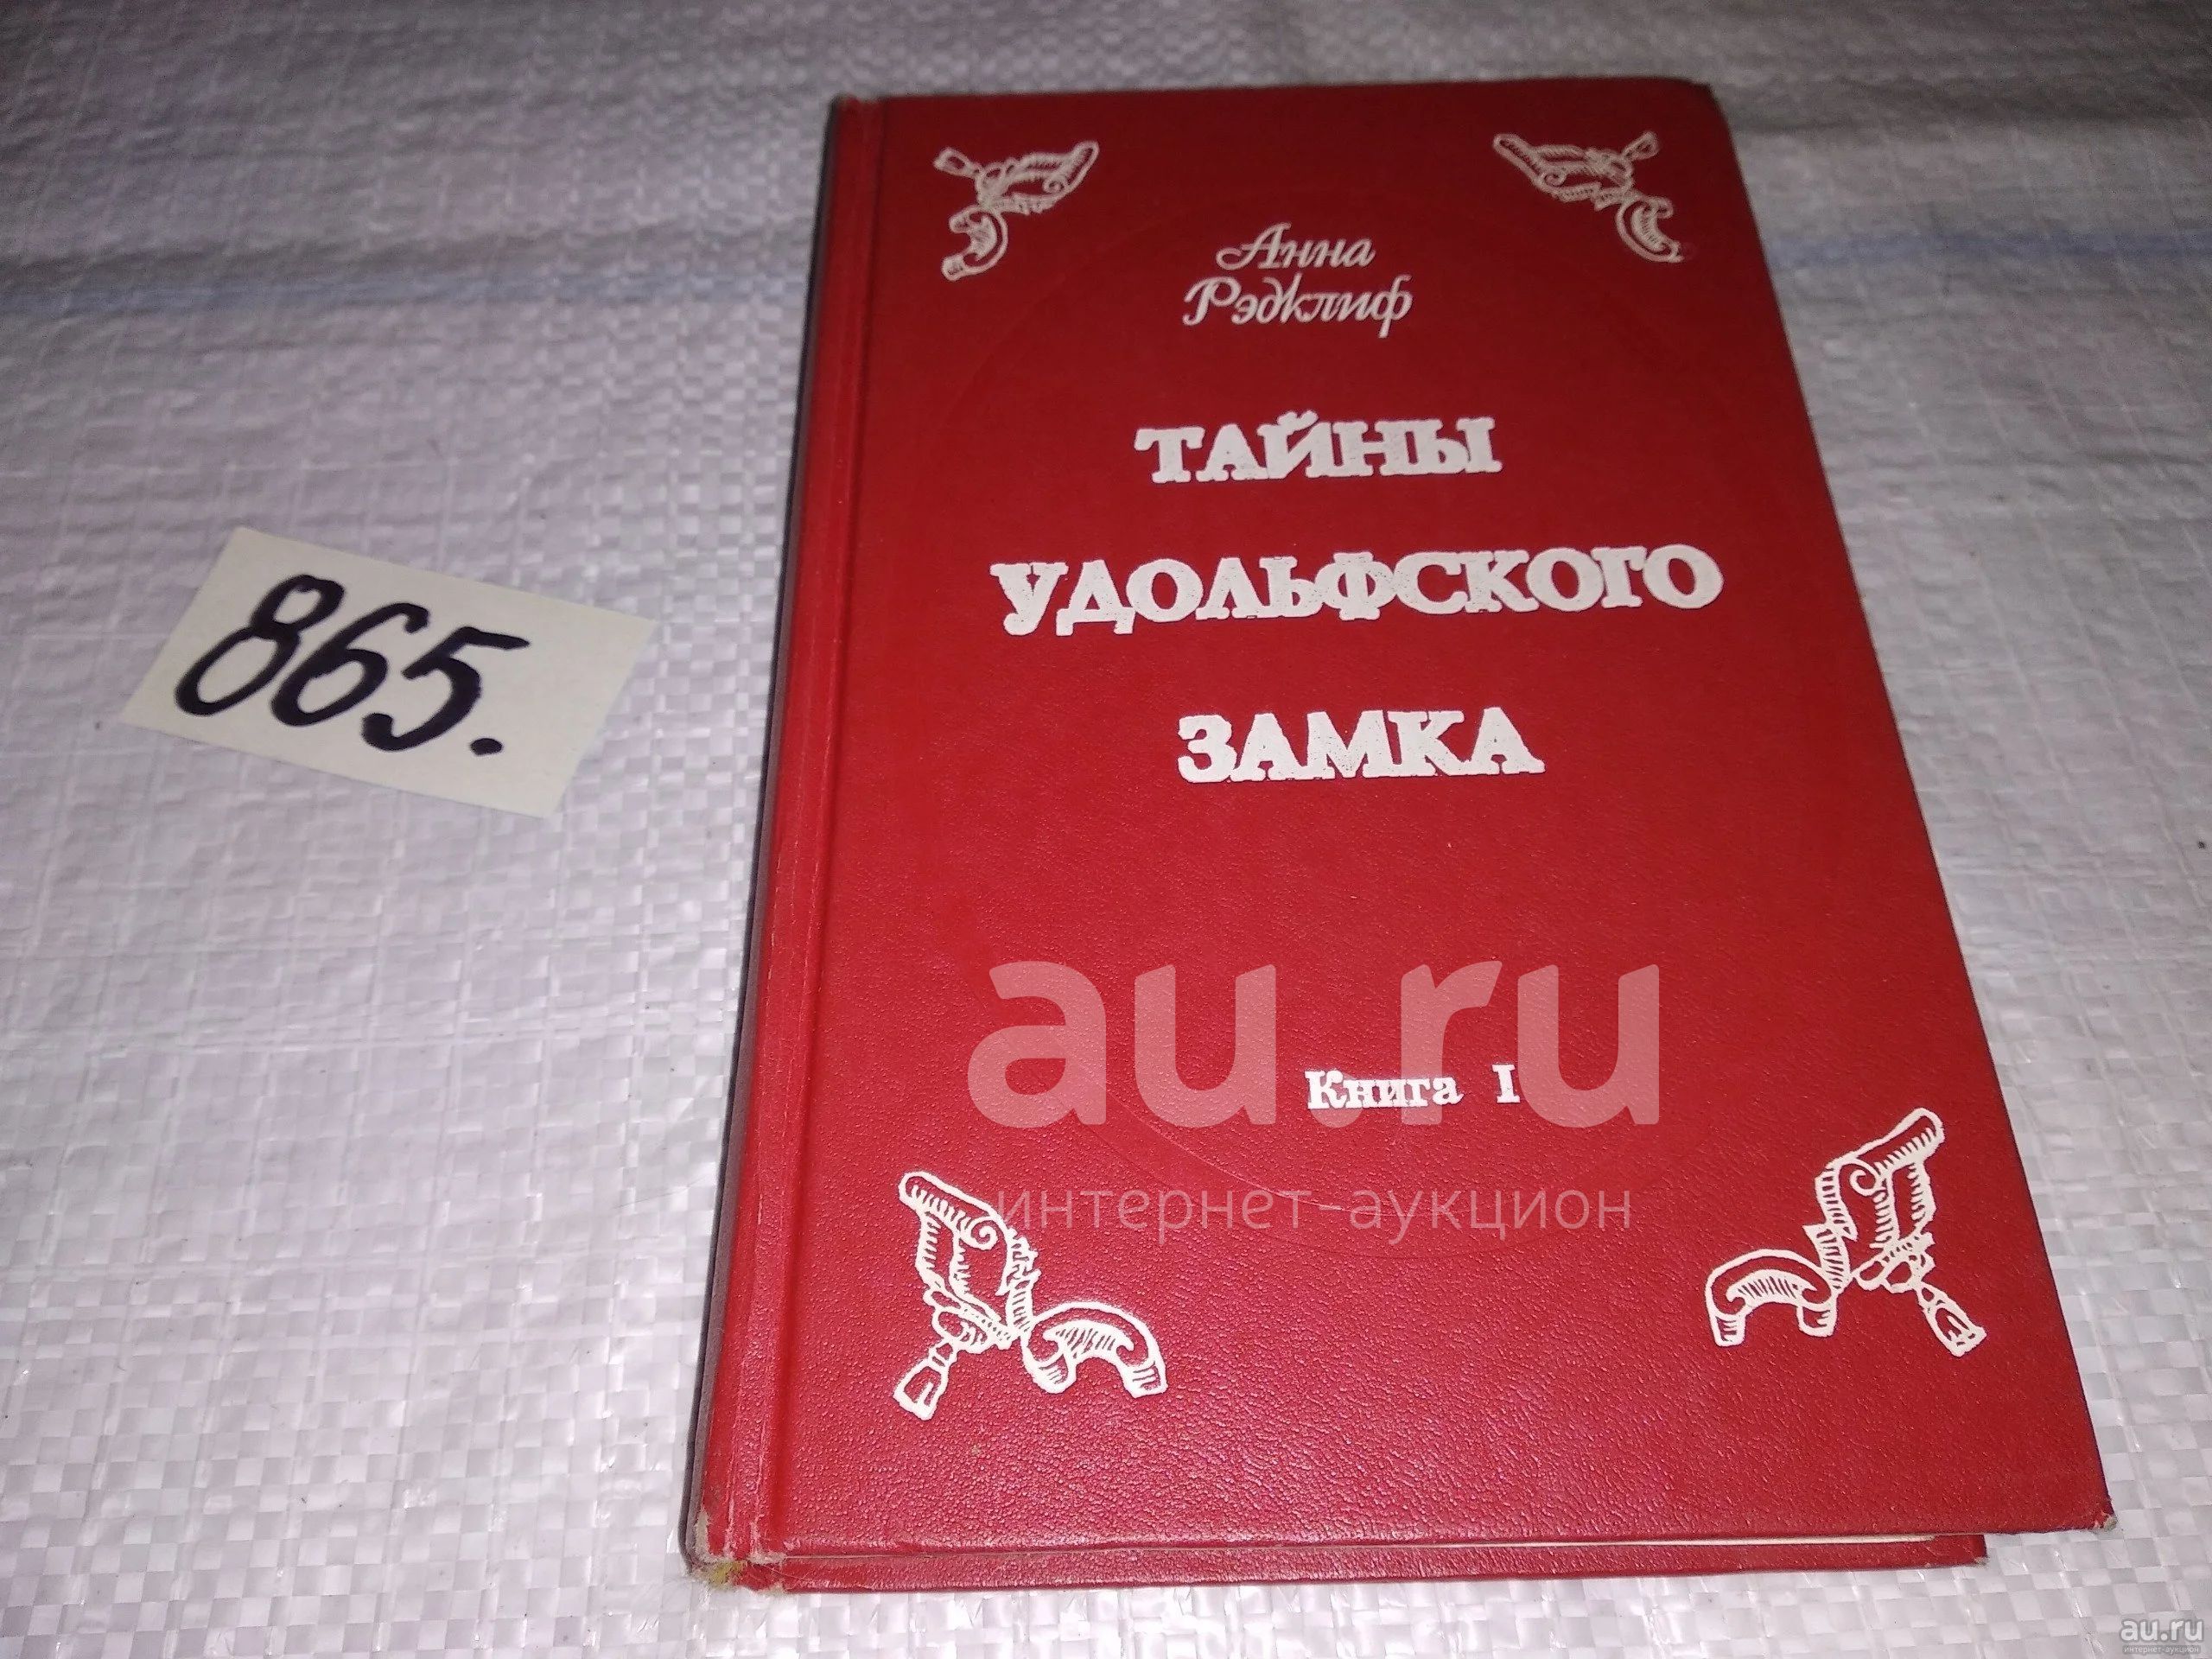 Анна
Рэдклиф
ТАЙНЫ
УДОЛЬФСКОГО
ЗАМКА
865.
au.ru
Книга I
интернет-аукцион
au.ru
интернет-аукцион